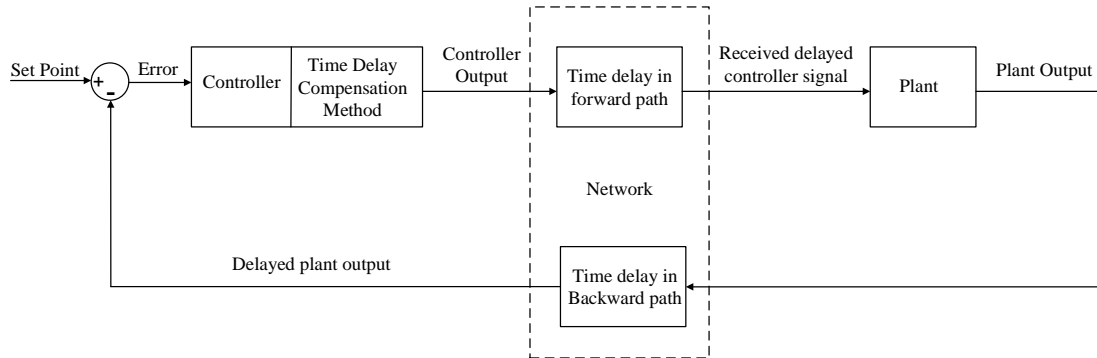 Set Point
+
-
Error
Controller
Time Delay
Compensation
Method
Controller
Output
Time delay in
forward path
Received delayed
controller signal
Plant
Plant Output
Network
Delayed plant output
Time delay in
Backward path